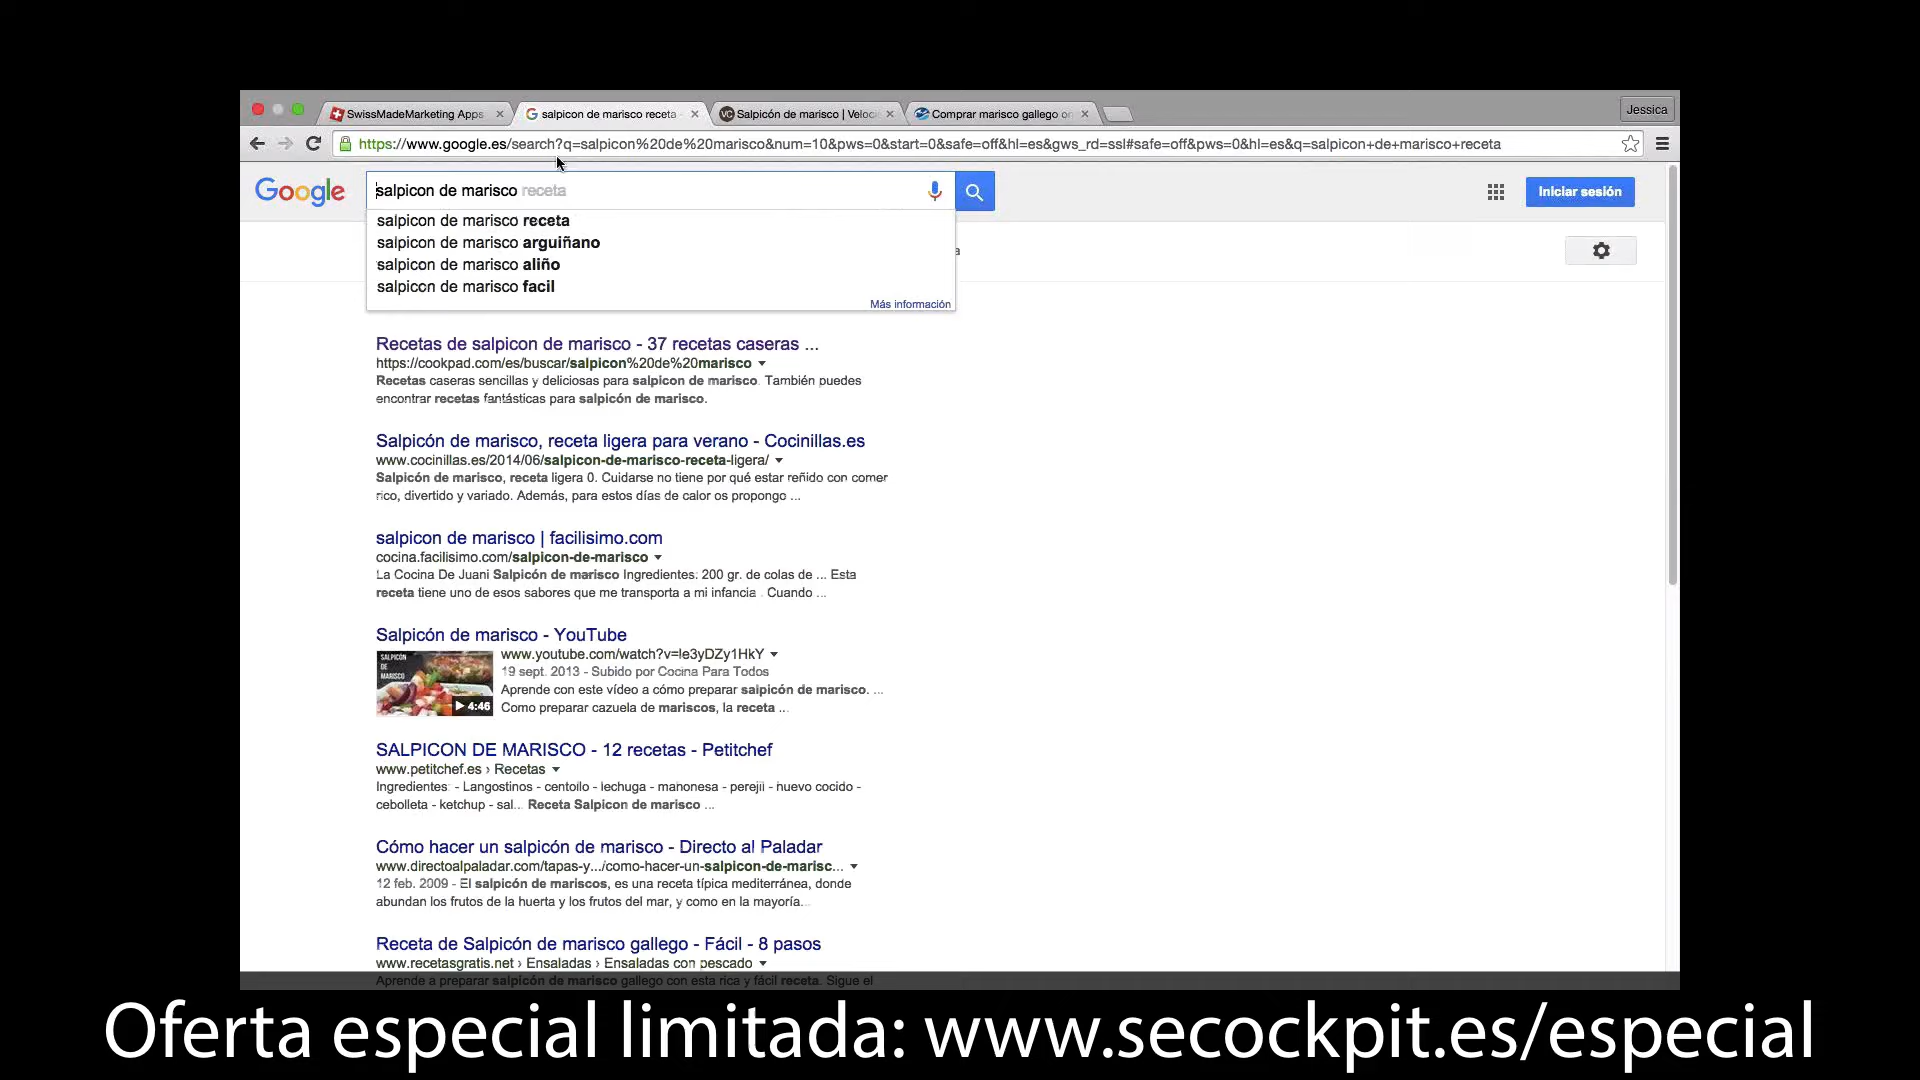 SwissMadeMarketing Apps
salpicon de marisco receta
Salpicón de marisco | Veloc
Comprar marisco gallego on
Jessica
https://www.google.es/search?q=salpicon%20de%20marisco&num=10&pws=0&start=0&safe=off&hl=es&gws_rd=ssl#safe=off&pws=0&hl=es&q=salpicon+de+marisco+receta
Google
salpicon de marisco receta
Iniciar sesión
salpicon de marisco receta
salpicon de marisco arguiñano
salpicon de marisco aliño
salpicon de marisco facil
Más información
Recetas de salpicon de marisco - 37 recetas caseras ...
https://cookpad.com/es/buscar/salpicon%20de%20marisco
Recetas caseras sencillas y deliciosas para salpicon de marisco. También puedes
encontrar recetas fantásticas para salpicón de marisco.
Salpicón de marisco, receta ligera para verano - Cocinillas.es
www.cocinillas.es/2014/06/salpicon-de-marisco-receta-ligera/
Salpicón de marisco, receta ligera 0. Cuidarse no tiene por qué estar reñido con comer
rico, divertido y variado. Además, para estos días de calor os propongo ...
salpicon de marisco | facilisimo.com
cocina.facilisimo.com/salpicon-de-marisco
La Cocina De Juani Salpicón de marisco Ingredientes: 200 gr. de colas de ... Esta
receta tiene uno de esos sabores que me transporta a mi infancia . Cuando ...
Salpicón de marisco - YouTube
SALPICÓN
DE
MARISCO
4:46
www.youtube.com/watch?v=le3yDZy1HkY
19 sept. 2013 - Subido por Cocina Para Todos
Aprende con este vídeo a cómo preparar salpicón de marisco. ...
Como preparar cazuela de mariscos, la receta ...
SALPICON DE MARISCO - 12 recetas - Petitchef
www.petitchef.es › Recetas
Ingredientes: - Langostinos - centollo - lechuga - mahonesa - perejil - huevo cocido -
cebolleta - ketchup - sal... Receta Salpicon de marisco ...
Cómo hacer un salpicón de marisco - Directo al Paladar
www.directoalpaladar.com/tapas-y.../como-hacer-un-salpicon-de-marisc...
12 feb. 2009 - El salpicón de mariscos, es una receta típica mediterránea, donde
abundan los frutos de la huerta y los frutos del mar, y como en la mayoría...
Receta de Salpicón de marisco gallego - Fácil - 8 pasos
www.recetasgratis.net › Ensaladas › Ensaladas con pescado
Aprende a preparar salpicón de marisco gallego con esta rica y fácil receta. Sigue el
Oferta especial limitada: www.secockpit.es/especial